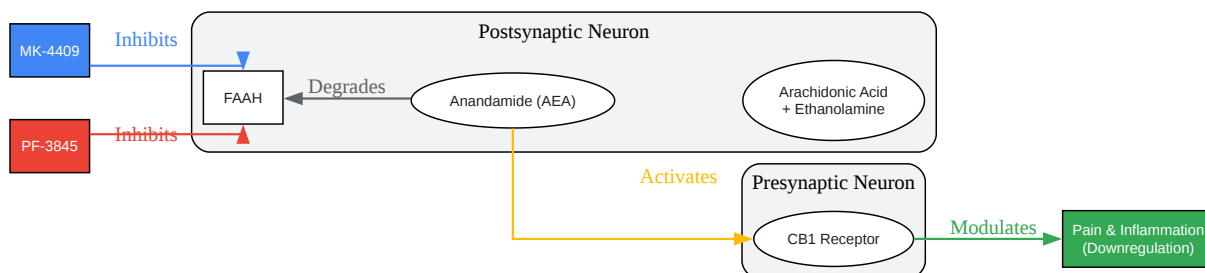 MK-4409
Inhibits
Postsynaptic Neuron
FAAH
Degrades
Anandamide (AEA)
Arachidonic Acid
+ Ethanolamine
PF-3845
Inhibits
Activates
Presynaptic Neuron
CB1 Receptor
Modulates
Pain & Inflammation
(Downregulation)